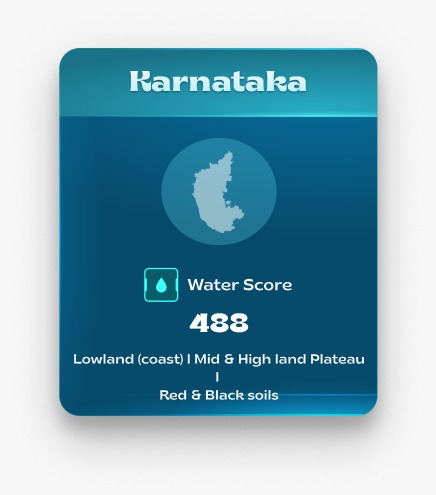 Karnataka
Water Score
488
Lowland (coast) | Mid & High land Plateau
|
Red & Black soils